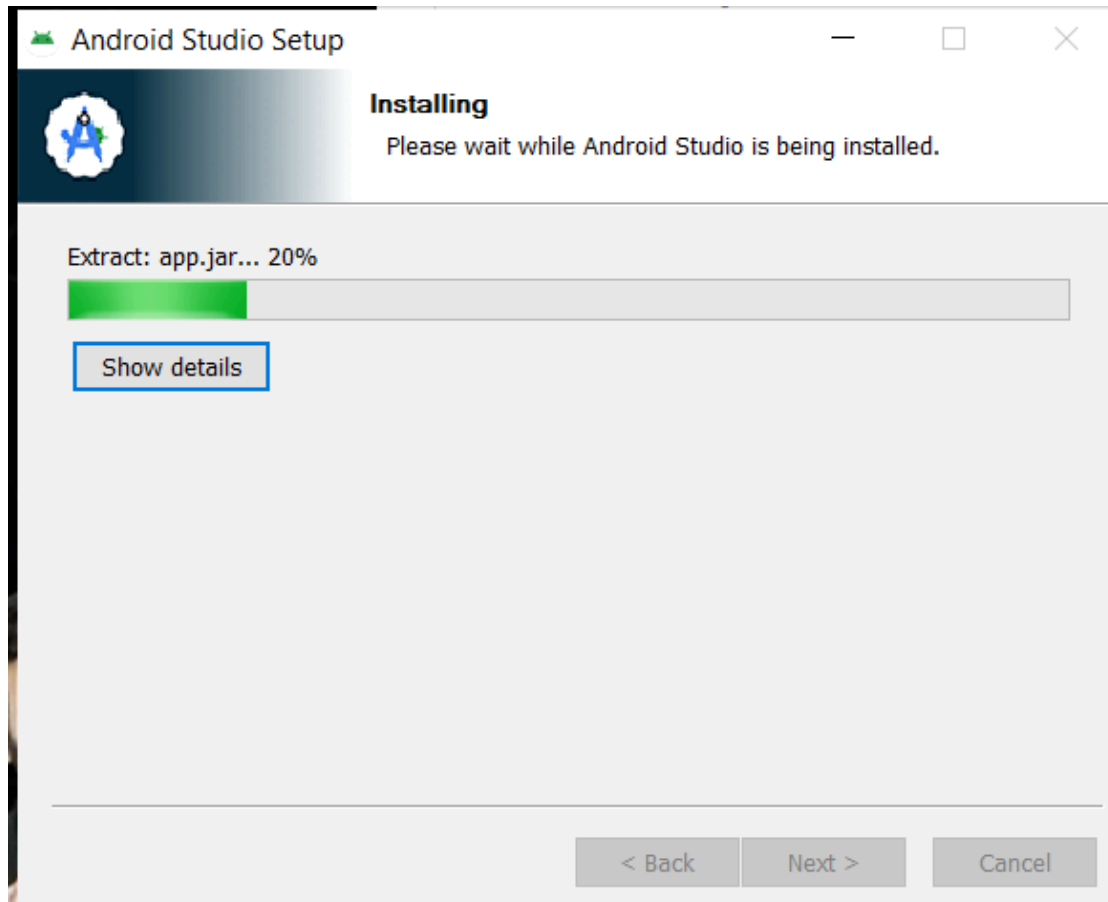 Android Studio Setup
Installing
Please wait while Android Studio is being installed.
Extract: app.jar... 20%
Show details
< Back Next > Cancel